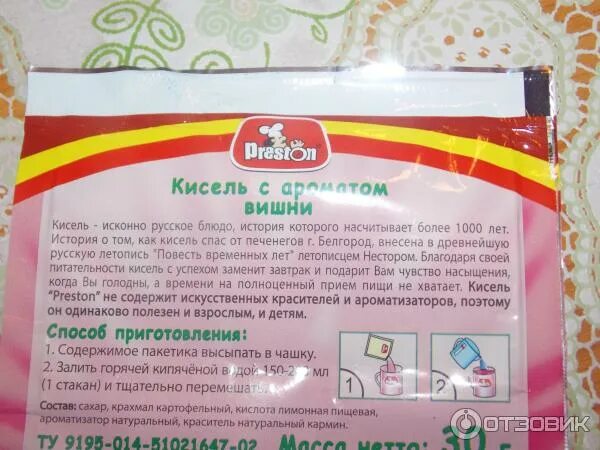 Preston
Кисель с ароматом
вишни
Кисель - исконно русское блюдо, история которого насчитывает более 1000 лет.
История о том, как кисель спас от печенегов г. Белгород, внесена в древнейшую
русскую летопись "Повесть временных лет" летописцем Нестором. Благодаря своей
питательности кисель с успехом заменит завтрак и подарит Вам чувство насыщения,
когда Вы голодны, а времени на полноценный прием пищи не хватает. Кисель
"Preston" не содержит искусственных красителей и ароматизаторов, поэтому
он одинаково полезен и взрослым, и детям.
Способ приготовления:
1. Содержимое пакетика высыпать в чашку.
2. Залить горячей кипячёной водой 150-200 мл
(1 стакан) и тщательно перемешать.
1
2
Состав: сахар, крахмал картофельный, кислота лимонная пищевая,
ароматизатор натуральный, краситель натуральный кармин.
ТУ 9195-014-51021647-02 Масса нетто: 30 г
ОТЗОВИК